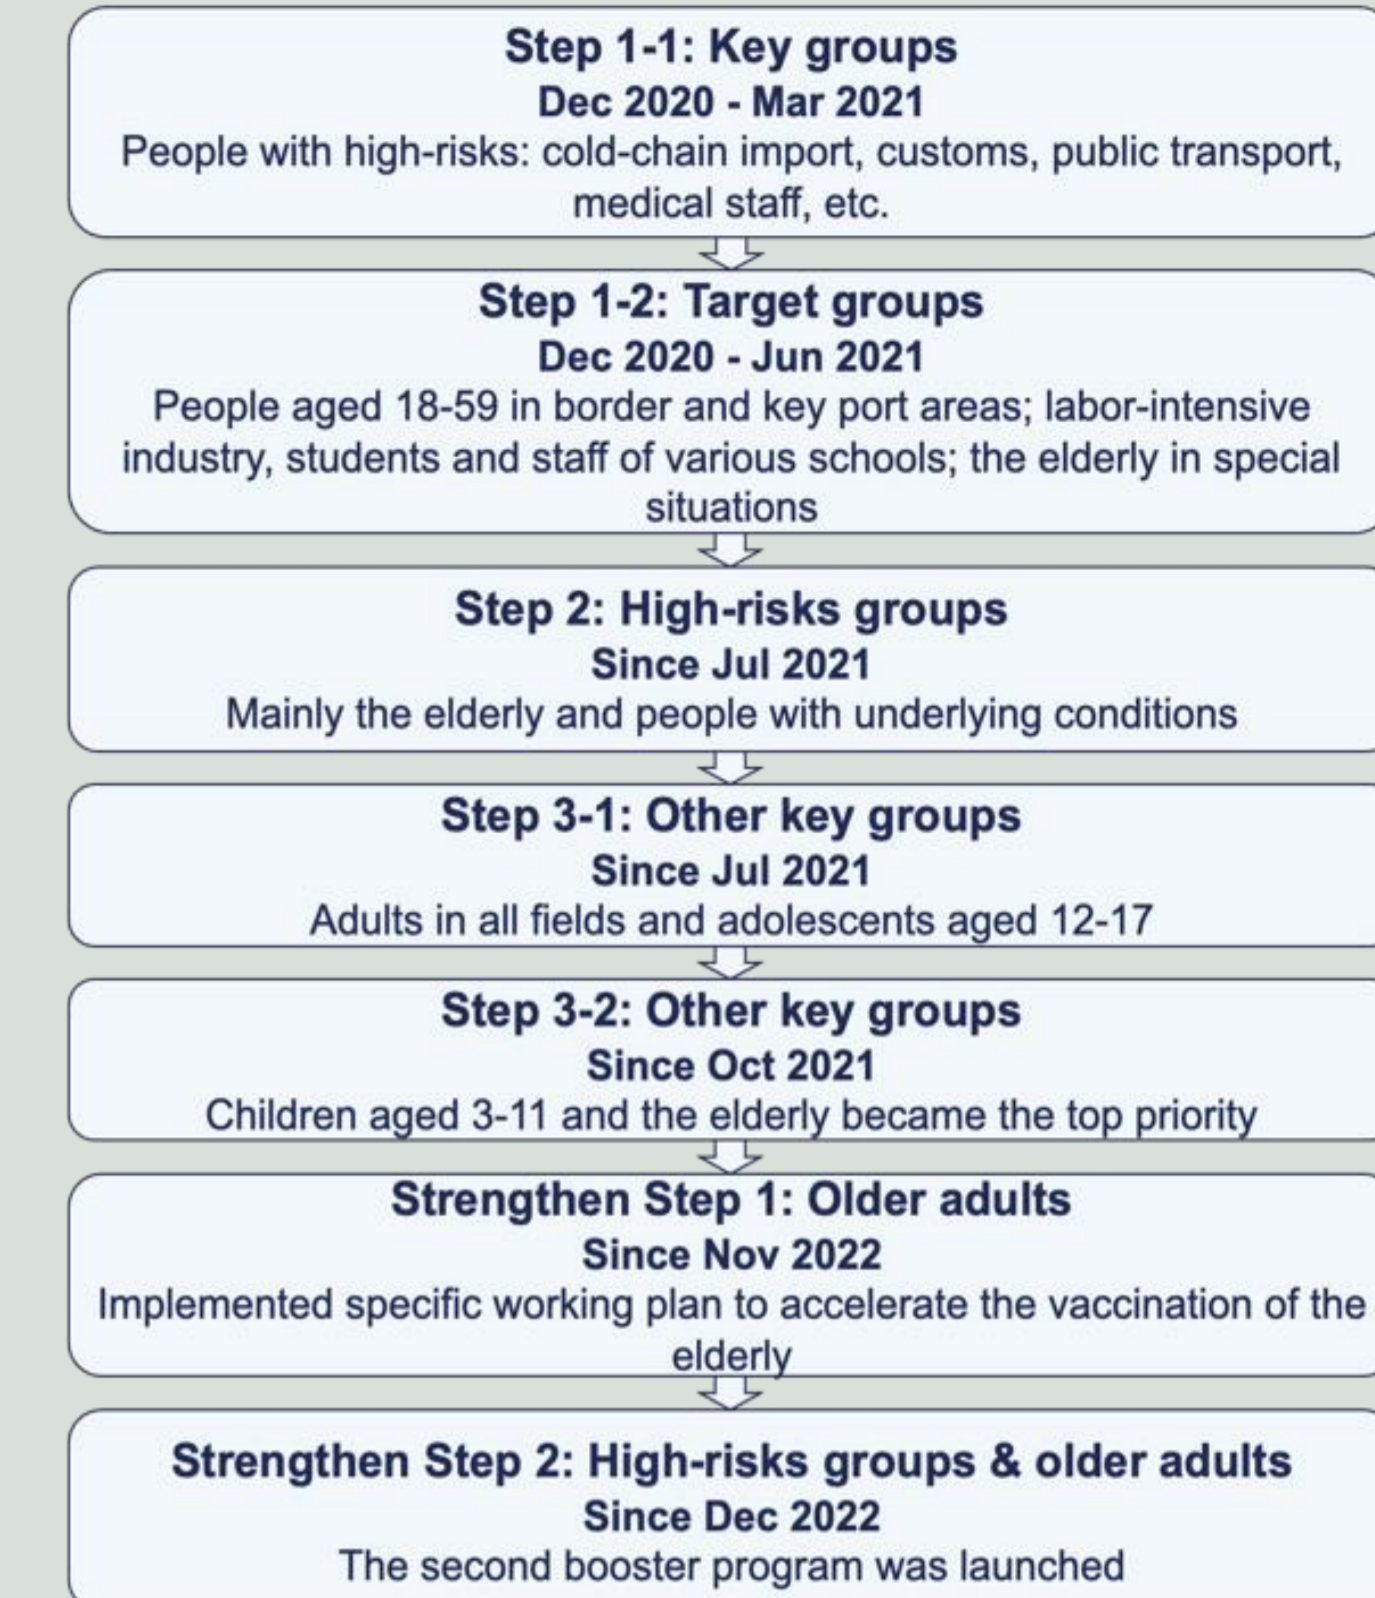 Step 1-1: Key groups
Dec 2020 - Mar 2021
People with high-risks: cold-chain import, customs, public transport,
medical staff, etc.
Step 1-2: Target groups
Dec 2020 - Jun 2021
People aged 18-59 in border and key port areas; labor-intensive
industry, students and staff of various schools; the elderly in special
situations
Step 2: High-risks groups
Since Jul 2021
Mainly the elderly and people with underlying conditions
Step 3-1: Other key groups
Since Jul 2021
Adults in all fields and adolescents aged 12-17
Step 3-2: Other key groups
Since Oct 2021
Children aged 3-11 and the elderly became the top priority
Strengthen Step 1: Older adults
Since Nov 2022
Implemented specific working plan to accelerate the vaccination of the
elderly
Strengthen Step 2: High-risks groups & older adults
Since Dec 2022
The second booster program was launched